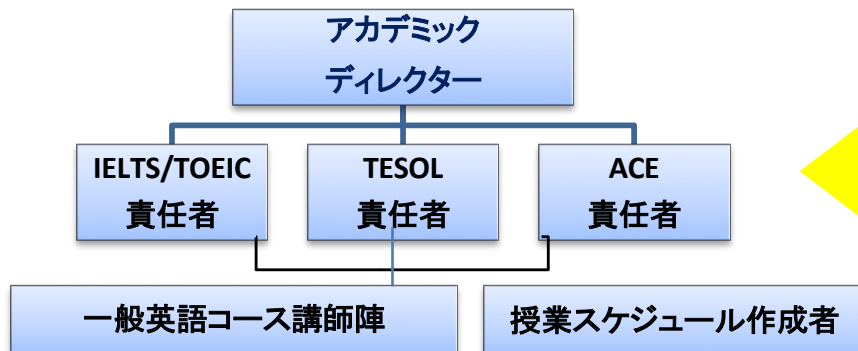 アカデミック
ディレクター
IELTS/TOEIC
責任者
TESOL
責任者
ACE
責任者
一般英語コース講師陣
授業スケジュール作成者